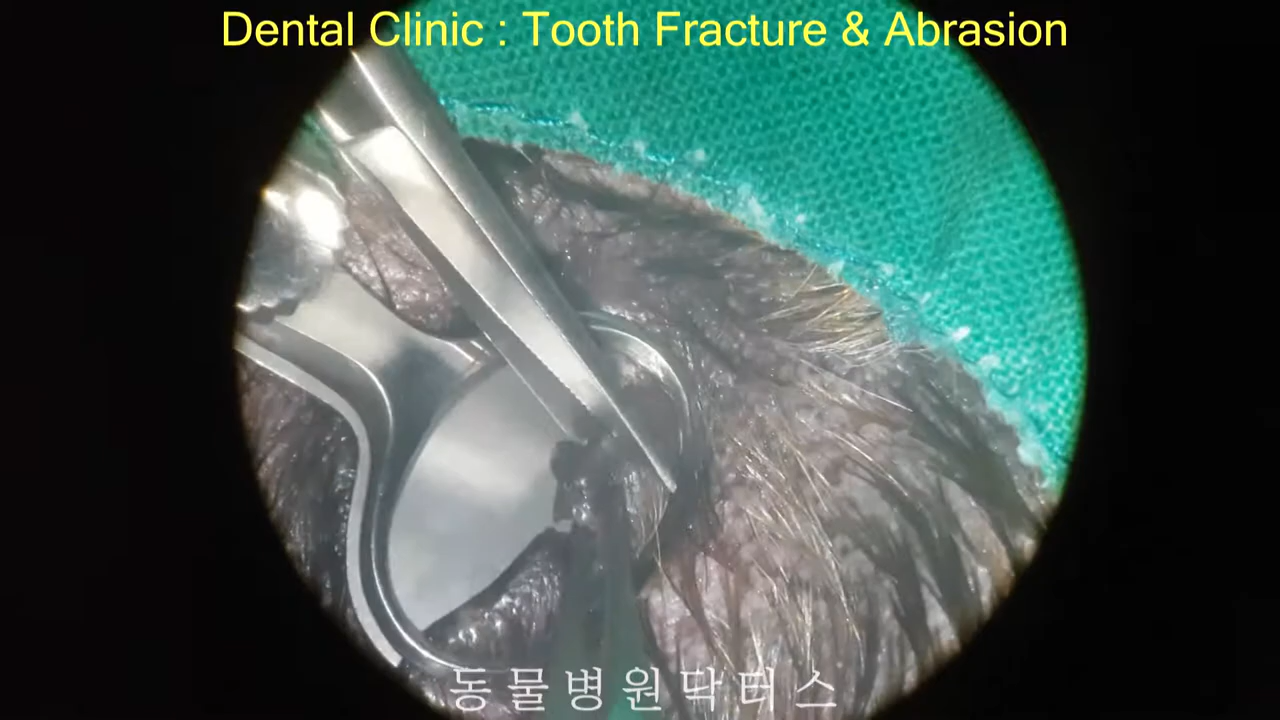 Dental Clinic : Tooth Fracture & Abrasion
동물병원닥터스